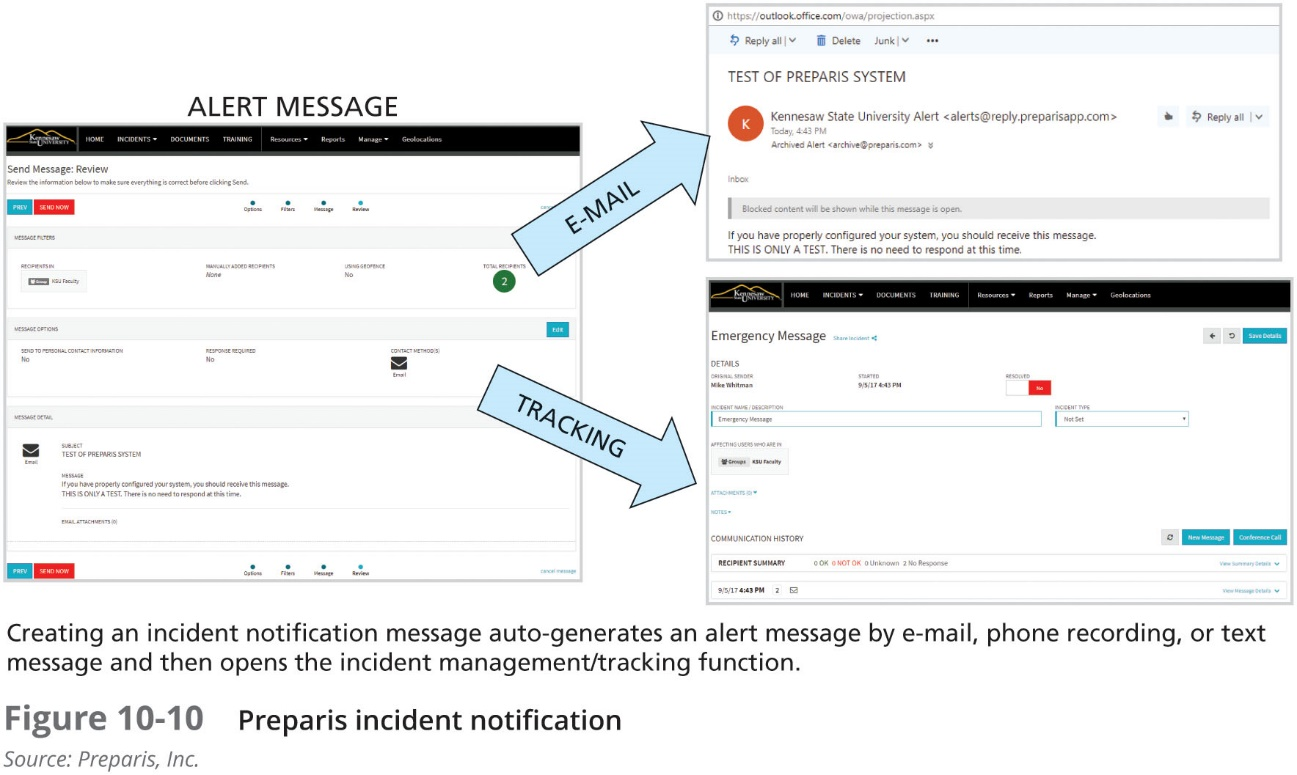 ALERT MESSAGE
Kennesaw State UNIVERSITY HOME INCIDENTS DOCUMENTS TRAINING Resources Reports Manage Geolocations
Send Message: Review
Review the information below to make sure everything is correct before clicking Send.
PREV SEND NOW Options Filters Message Review
MESSAGE FILTERS
RECIPIENTS IN MANUALLY ADDED RECIPIENTS USING GEOFENCE TOTAL RECIPIENTS
Group KSU Faculty None No 2
MESSAGE OPTIONS Edit
SEND TO PERSONAL CONTACT INFORMATION RESPONSE REQUIRED CONTACT METHOD(S)
No No Email
MESSAGE DETAIL
Email
SUBJECT
TEST OF PREPARIS SYSTEM
MESSAGE
If you have properly configured your system, you should receive this message.
THIS IS ONLY A TEST. There is no need to respond at this time.
EMAIL ATTACHMENTS (0)
PREV SEND NOW Options Filters Message Review cancel message
E-MAIL
TRACKING
https://outlook.office.com/owa/projection.aspx
Reply all | Delete Junk | •••
TEST OF PREPARIS SYSTEM
K
Kennesaw State University Alert <alerts@reply.preparisapp.com> Reply all |
Today, 4:43 PM
Archived Alert <archive@preparis.com>
Inbox
Blocked content will be shown while this message is open.
If you have properly configured your system, you should receive this message.
THIS IS ONLY A TEST. There is no need to respond at this time.
Kennesaw State UNIVERSITY HOME INCIDENTS DOCUMENTS TRAINING Resources Reports Manage Geolocations
Emergency Message Share Incident Save Details
DETAILS
ORIGINAL SENDER STARTED RESOLVED
Mike Whitman 9/5/17 4:43 PM No
INCIDENT NAME / DESCRIPTION INCIDENT TYPE
Emergency Message Not Set
AFFECTING USERS WHO ARE IN
Groups KSU Faculty
ATTACHMENTS (0)
NOTES
COMMUNICATION HISTORY New Message Conference Call
RECIPIENT SUMMARY 0 OK 0 NOT OK 0 Unknown 2 No Response View Summary Details
9/5/17 4:43 PM 2 View Message Details
Creating an incident notification message auto-generates an alert message by e-mail, phone recording, or text
message and then opens the incident management/tracking function.
Figure 10-10 Preparis incident notification
Source: Preparis, Inc.